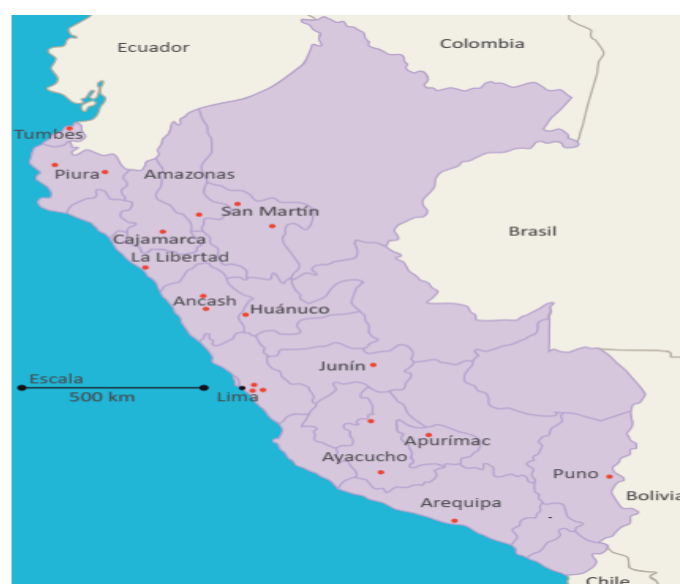 Ecuador
Colombia
Tumbes
Piura
Amazonas
San Martín
Brasil
Cajamarca
La Libertad
Ancash
Huánuco
Junín
Escala
500 km
Lima
Apurímac
Ayacucho
Puno
Arequipa
Bolivia
Chile